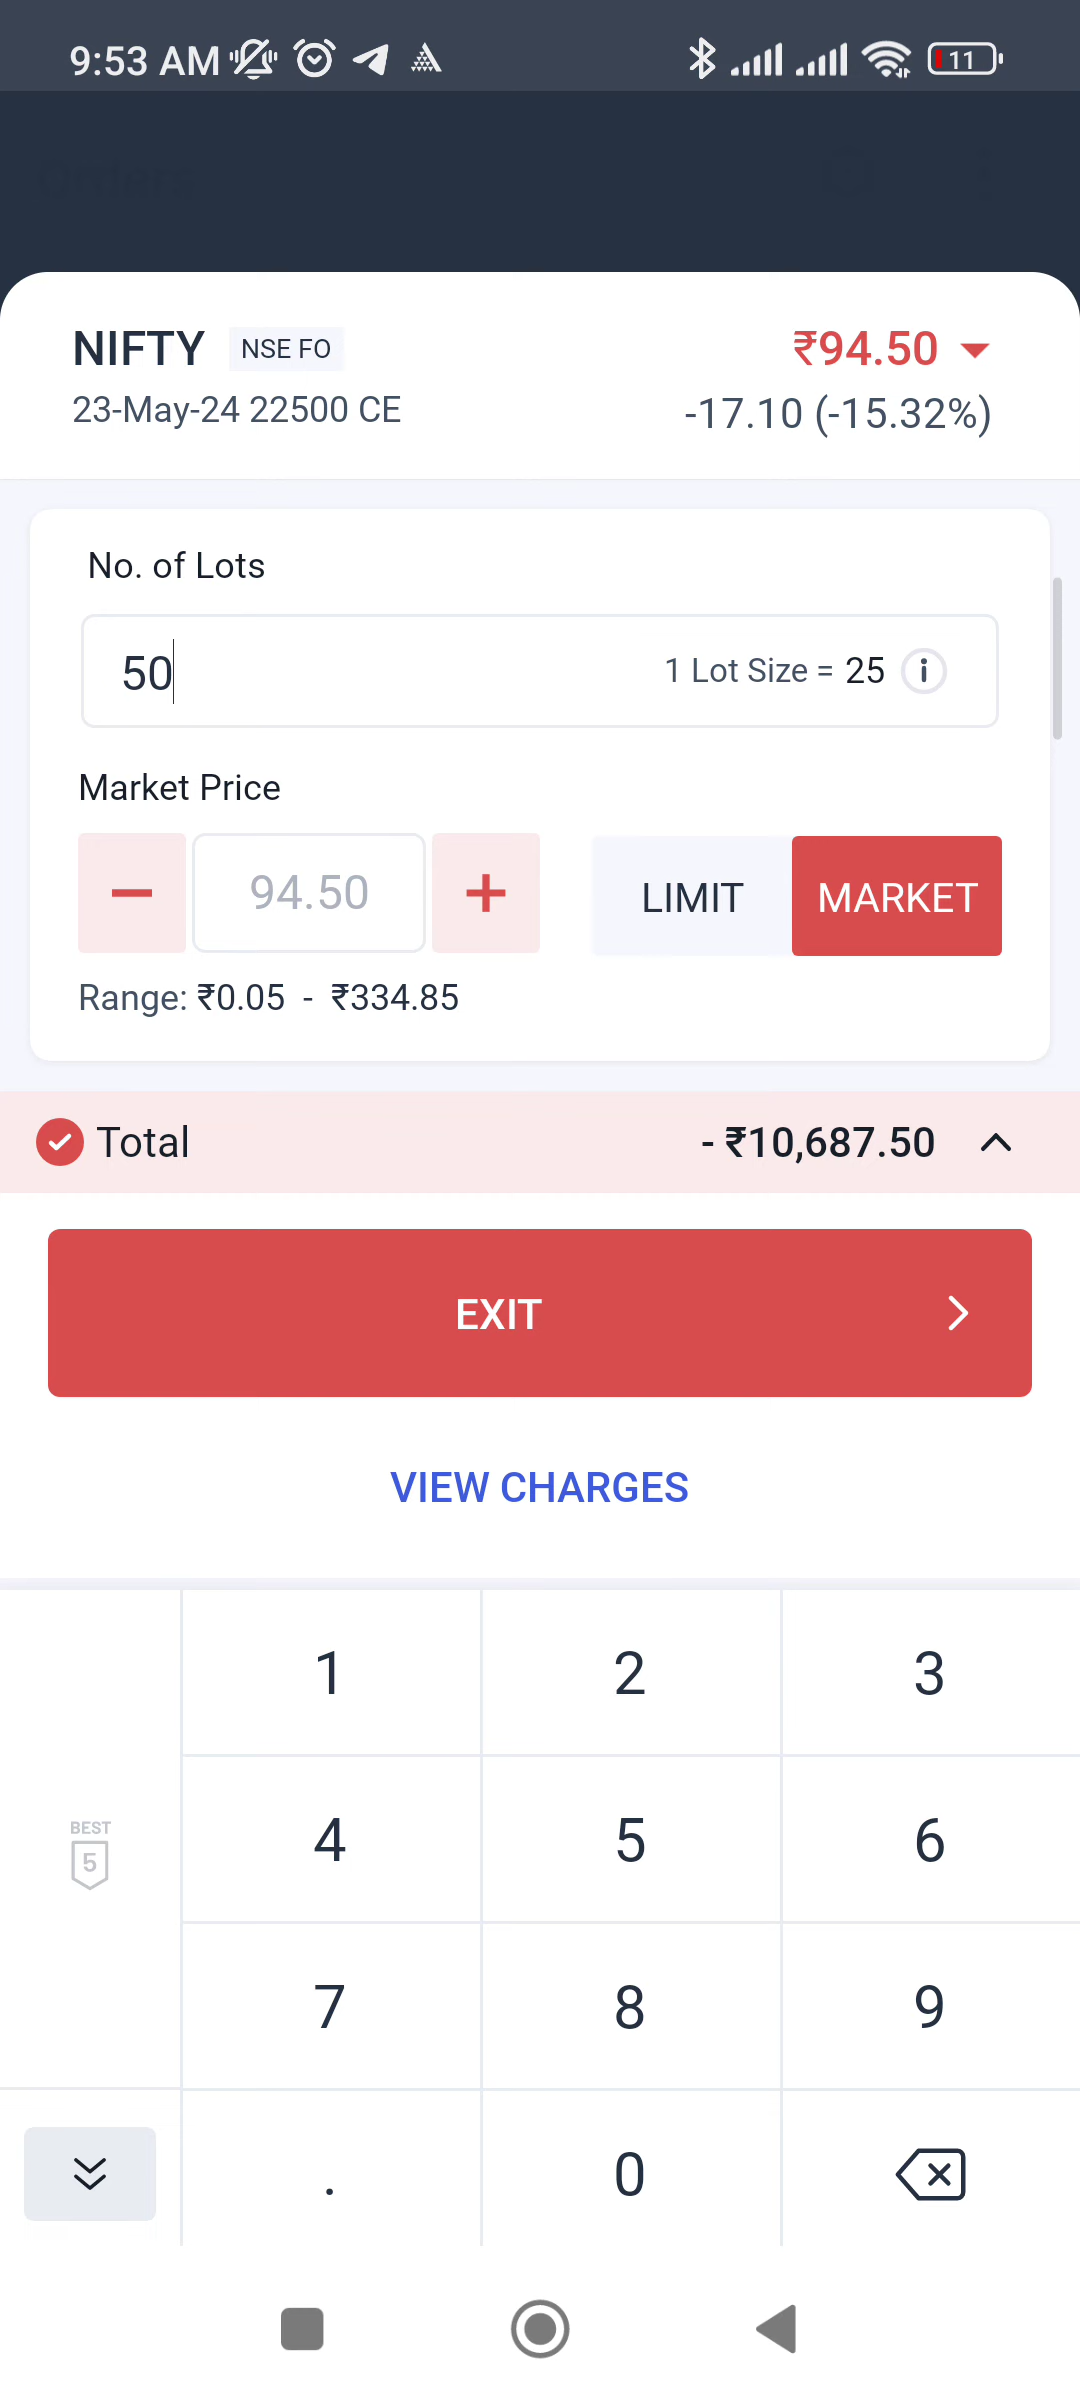 9:53 AM
11
NIFTY NSE FO ₹94.50
23-May-24 22500 CE -17.10 (-15.32%)
No. of Lots
50 1 Lot Size = 25
Market Price
94.50 LIMIT MARKET
Range: ₹0.05 - ₹334.85
Total - ₹10,687.50
EXIT
VIEW CHARGES
1 2 3
BEST
5
4 5 6
7 8 9
. 0